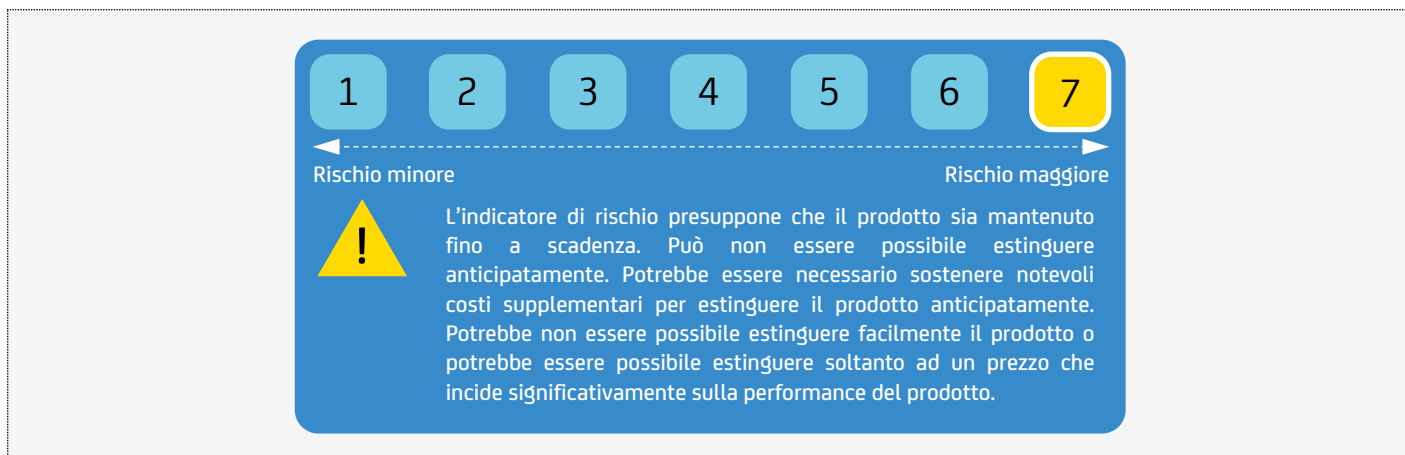 1 2 3 4 5 6 7
Rischio minore Rischio maggiore
!
L’indicatore di rischio presuppone che il prodotto sia mantenuto
fino a scadenza. Può non essere possibile estinguere
anticipatamente. Potrebbe essere necessario sostenere notevoli
costi supplementari per estinguere il prodotto anticipatamente.
Potrebbe non essere possibile estinguere facilmente il prodotto o
potrebbe essere possibile estinguere soltanto ad un prezzo che
incide significativamente sulla performance del prodotto.